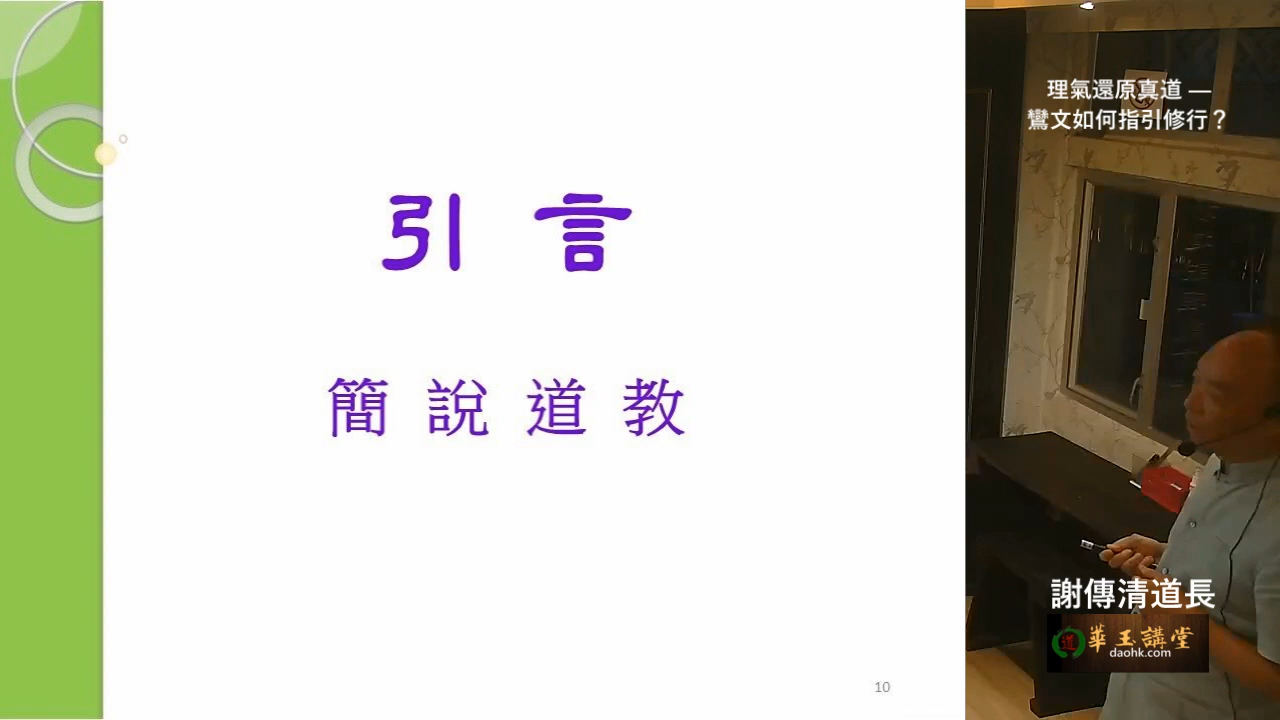 引言
簡說道教
10
理氣還原真道 —
鸞文如何指引修行？
謝傳清道長
道 華玉講堂
daohk.com